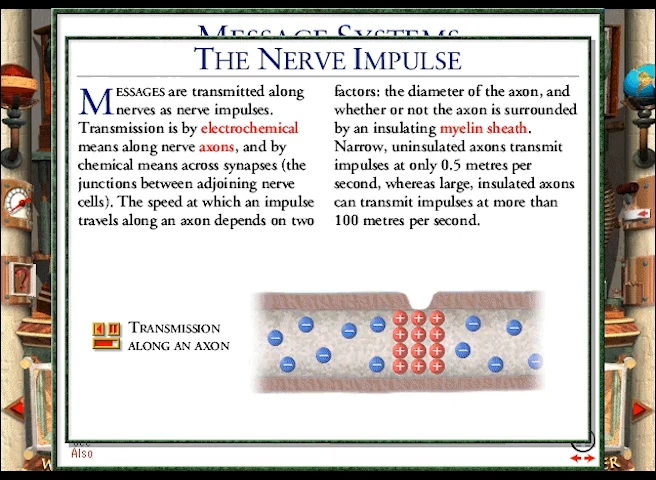 MESSAGE SYSTEMS
THE NERVE IMPULSE
MESSAGES are transmitted along
nerves as nerve impulses.
Transmission is by electrochemical
means along nerve axons, and by
chemical means across synapses (the
junctions between adjoining nerve
cells). The speed at which an impulse
travels along an axon depends on two
factors: the diameter of the axon, and
whether or not the axon is surrounded
by an insulating myelin sheath.
Narrow, uninsulated axons transmit
impulses at only 0.5 metres per
second, whereas large, insulated axons
can transmit impulses at more than
100 metres per second.
TRANSMISSION
ALONG AN AXON
See
Also